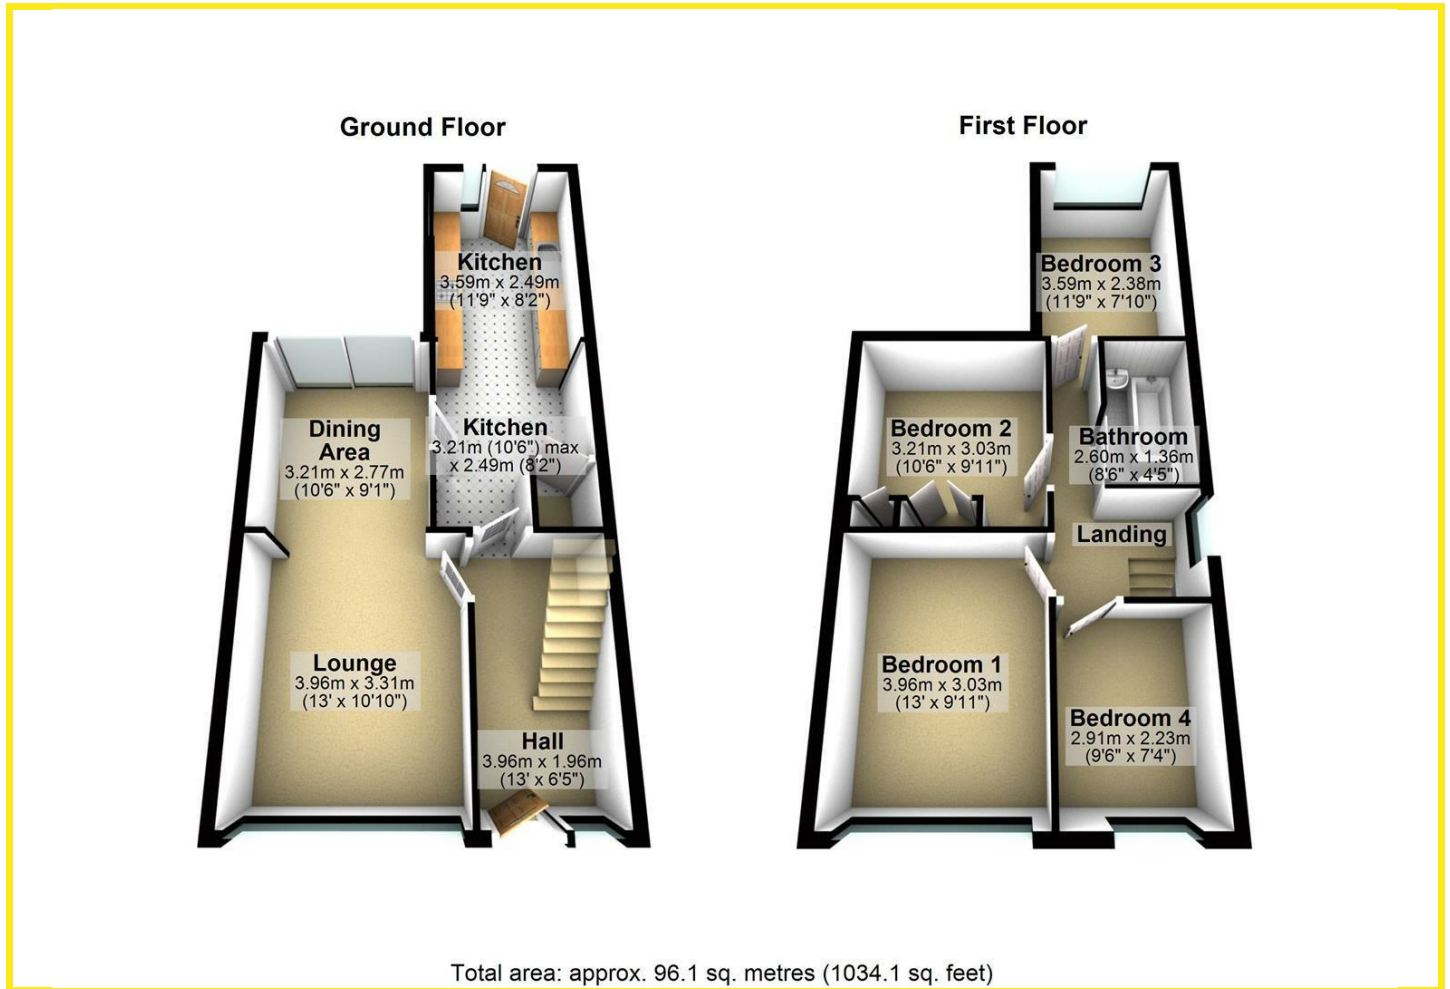 Ground Floor
Kitchen
3.59m x 2.49m
(11'9" x 8'2")
Kitchen
3.21m (10'6") max
x 2.49m (8'2")
Dining
Area
3.21m x 2.77m
(10'6" x 9'1")
Lounge
3.96m x 3.31m
(13' x 10'10")
Hall
3.96m x 1.96m
(13' x 6'5")
First Floor
Bedroom 3
3.59m x 2.38m
(11'9" x 7'10")
Bedroom 2
3.21m x 3.03m
(10'6" x 9'11")
Bathroom
2.60m x 1.36m
(8'6" x 4'5")
Landing
Bedroom 1
3.96m x 3.03m
(13' x 9'11")
Bedroom 4
2.91m x 2.23m
(9'6" x 7'4")
Total area: approx. 96.1 sq. metres (1034.1 sq. feet)